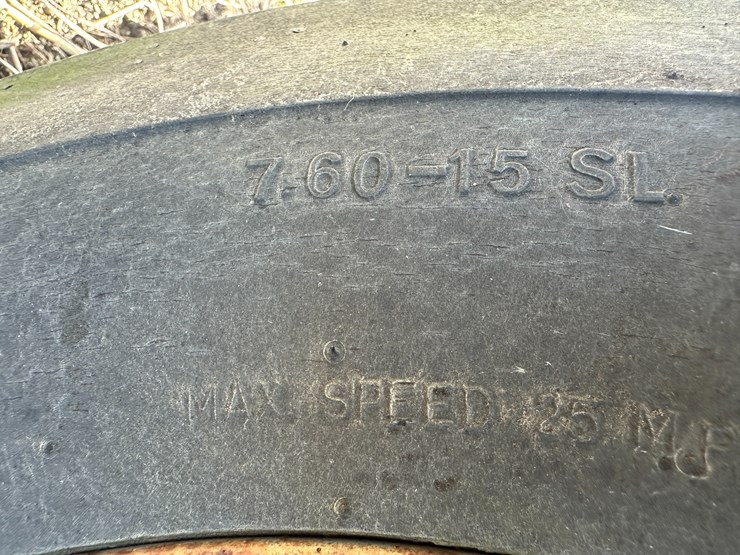 7.60-15 SL
MAX SPEED 25 M.P